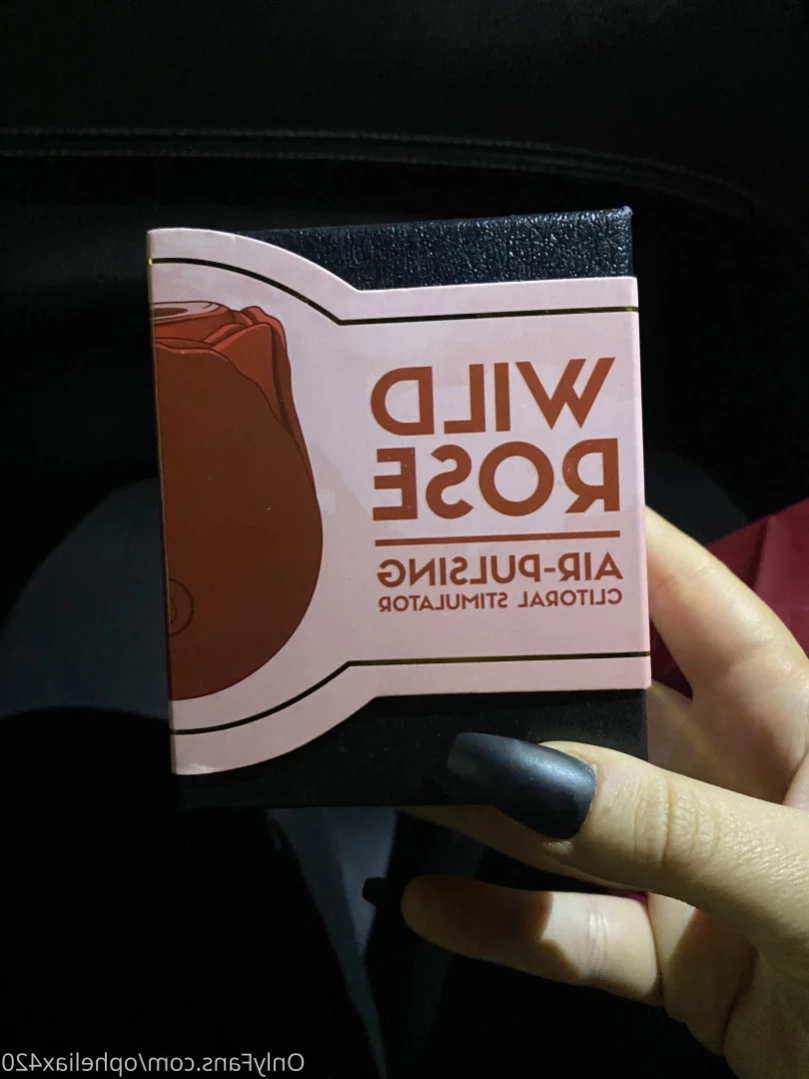 WILD
ROSE
AIR-PULSING
CLITORAL STIMULATOR
OnlyFans.com/opheliax420